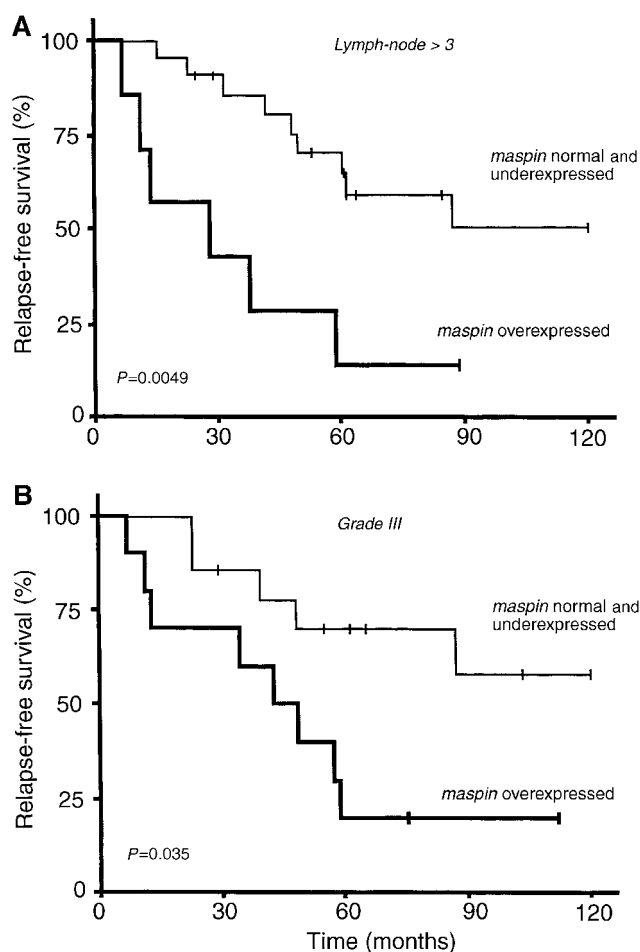 A
Lymph-node > 3
100
75
50
25
0
Relapse-free survival (%)
maspin normal and
underexpressed
maspin overexpressed
P=0.0049
0 30 60 90 120
B
Grade III
100
75
50
25
0
Relapse-free survival (%)
maspin normal and
underexpressed
maspin overexpressed
P=0.035
0 30 60 90 120
Time (months)